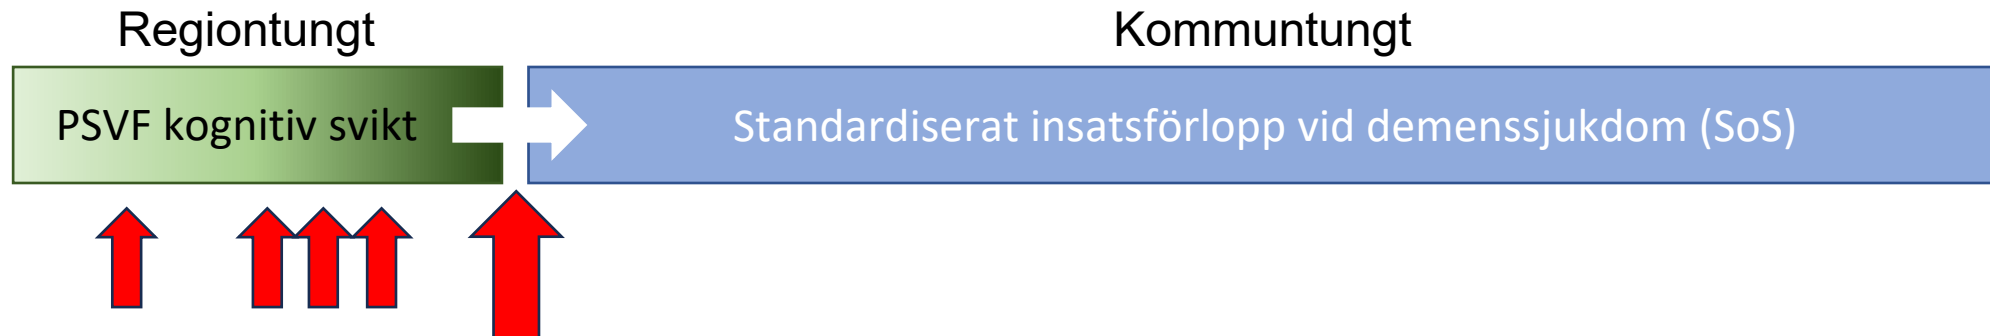 Regiontungt
Kommuntungt
PSVF kognitiv svikt
Standardiserat insatsförlopp vid demenssjukdom (SoS)